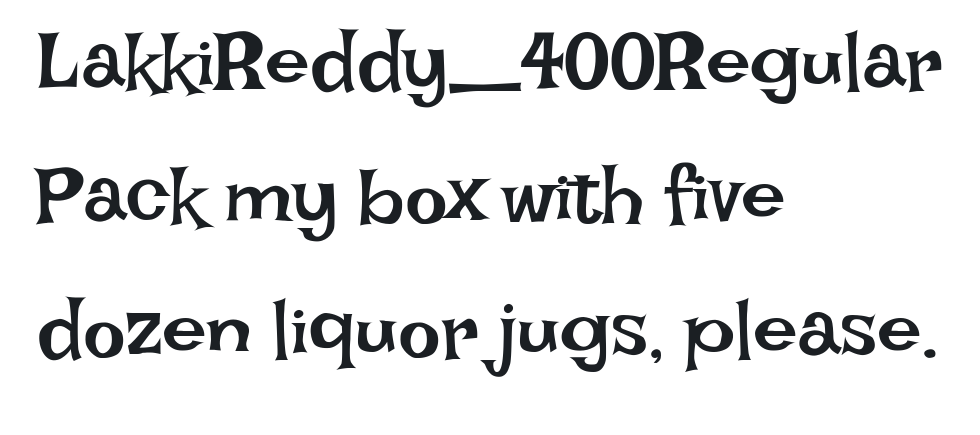 LakkiReddy_400Regular
Pack my box with five
dozen liquor jugs, please.